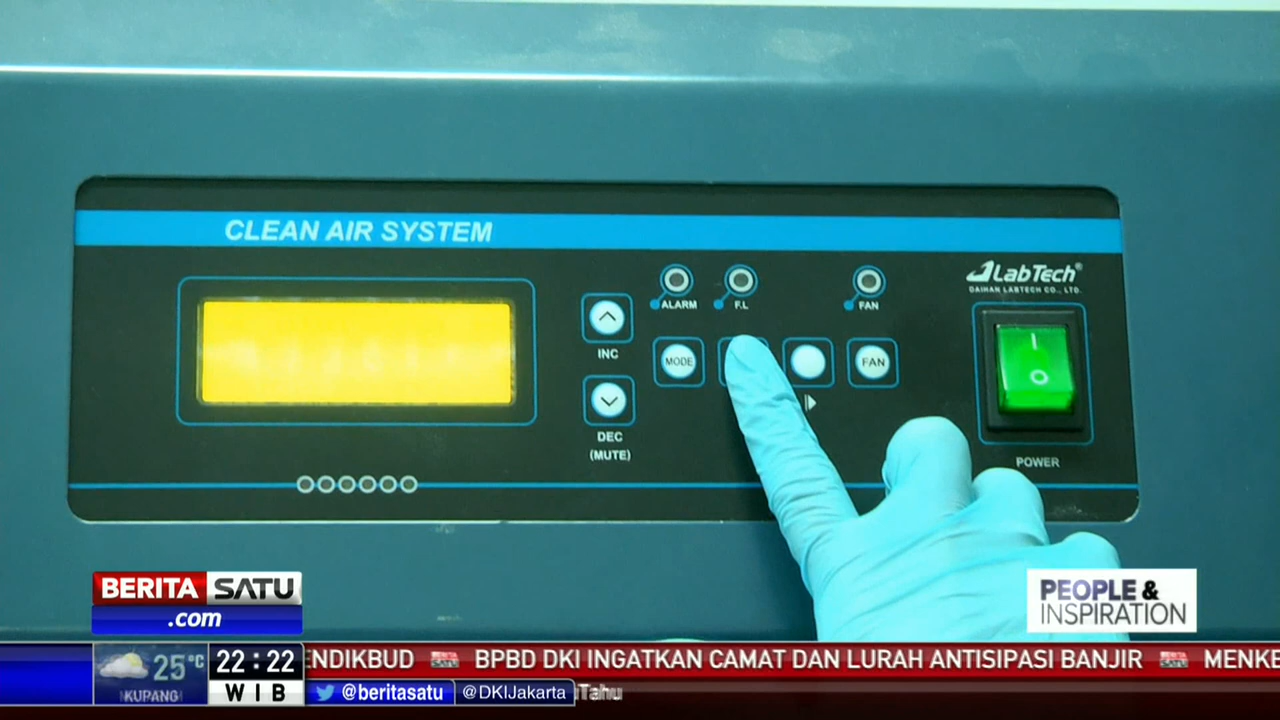 CLEAN AIR SYSTEM
LabTech®
DAIHAN LABTECH CO., LTD.
ALARM
F.L
FAN
INC
MODE
FAN
DEC
(MUTE)
POWER
BERITA SATU
.com
PEOPLE &
INSPIRATION
25°C
KUPANG
22:22
WIB
ENDIKBUD
BPBD DKI INGATKAN CAMAT DAN LURAH ANTISIPASI BANJIR
MENKE
@beritasatu
@DKIJakarta
Tahu